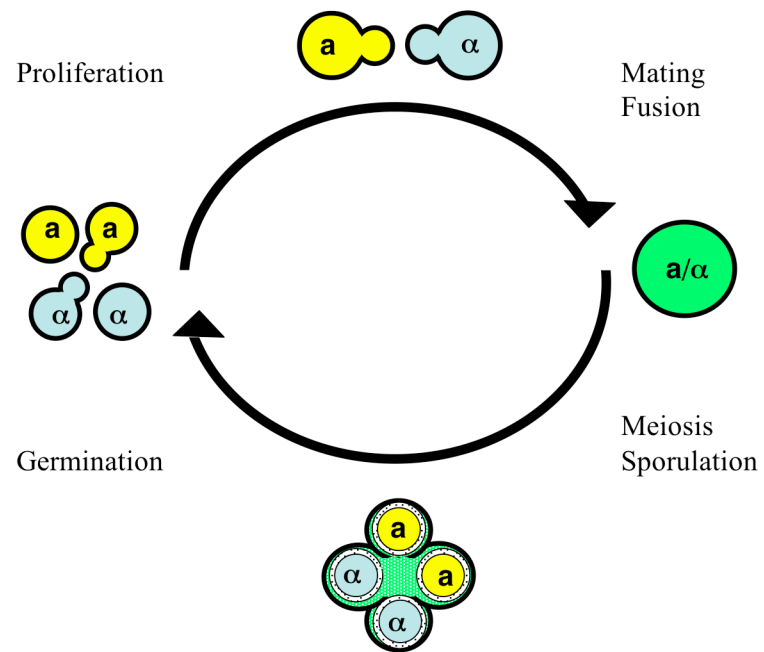 a α
Proliferation
Mating
Fusion
a a
α α
a/α
Germination
Meiosis
Sporulation
a
α a
α